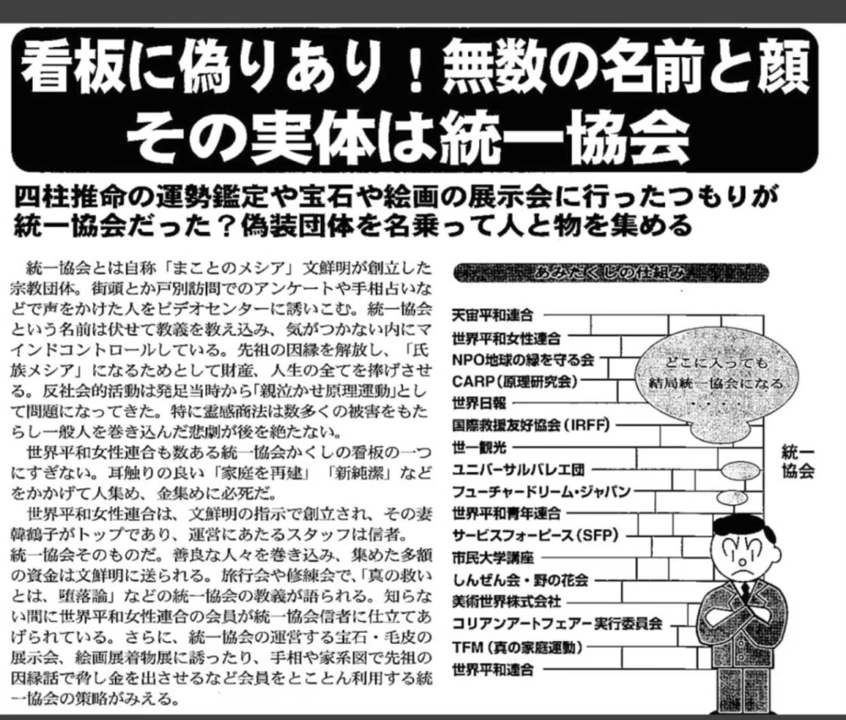 看板に偽りあり！無数の名前と顔
その実体は統一協会
四柱推命の運勢鑑定や宝石や絵画の展示会に行ったつもりが
統一協会だった？偽装団体を名乗って人と物を集める
統一協会とは自称「まことのメシア」文鮮明が創立した
宗教団体。街頭とか戸別訪問でのアンケートや手相占いな
どで声をかけた人をビデオセンターに誘いこむ。統一協会
という名前は伏せて教義を教え込み、気がつかない内にマ
インドコントロールしている。先祖の因縁を解放し、「氏
族メシア」になるためとして財産、人生の全てを捧げさせ
る。反社会的活動は発足当時から「親泣かせ原理運動」とし
て問題になってきた。特に霊感商法は数多くの被害をもた
らし一般人を巻き込んだ悲劇が後を絶たない。
世界平和女性連合も数ある統一協会かくしの看板の一つ
にすぎない。耳触りの良い「家庭を再建」「新純潔」など
をかかげて人集め、金集めに必死だ。
世界平和女性連合は、文鮮明の指示で創立され、その妻
韓鶴子がトップであり、運営にあたるスタッフは信者。
統一協会そのものだ。善良な人々を巻き込み、集めた多額
の資金は文鮮明に送られる。旅行会や修練会で、「真の救い
とは、堕落論」などの統一協会の教義が語られる。知らな
い間に世界平和女性連合の会員が統一協会信者に仕立てあ
げられている。さらに、統一協会の運営する宝石・毛皮の
展示会、絵画展着物展に誘ったり、手相や家系図で先祖の
因縁話で脅し金を出させるなど会員をとことん利用する統
一協会の策略がみえる。
あみだくじの仕組み
天宙平和連合
世界平和女性連合
NPO地球の緑を守る会
CARP（原理研究会）
世界日報
国際救援友好協会（IRFF）
世一観光
ユニバーサルバレエ団
フューチャードリーム・ジャパン
世界平和青年連合
サービスフォーピース（SFP）
市民大学講座
しんぜん会・野の花会
美術世界株式会社
コリアンアートフェアー実行委員会
TFM（真の家庭運動）
世界平和連合
どこに入っても
結局統一協会になる
・・・・・
統一
協会